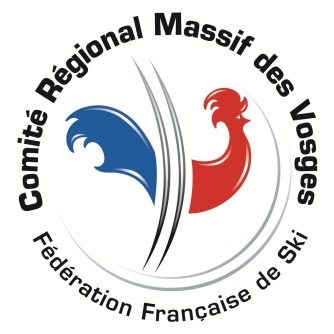 Comité Régional Massif des Vosges
Fédération Française de Ski